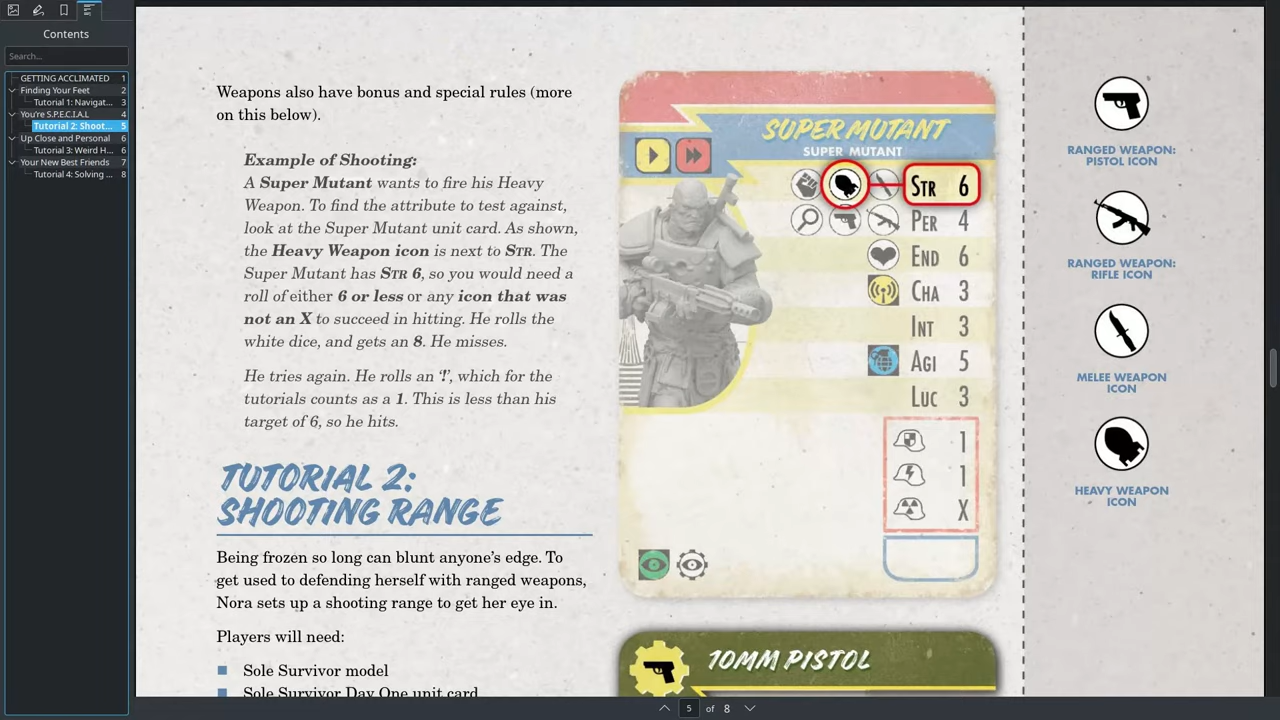 Contents
Search...
GETTING ACCLIMATED 1
Finding Your Feet 2
Tutorial 1: Navigat... 3
You're S.P.E.C.I.A.L 4
Tutorial 2: Shoot... 5
Up Close and Personal 6
Tutorial 3: Weird H... 6
Your New Best Friends 7
Tutorial 4: Solving ... 8
Weapons also have bonus and special rules (more
on this below).
Example of Shooting:
A Super Mutant wants to fire his Heavy
Weapon. To find the attribute to test against,
look at the Super Mutant unit card. As shown,
the Heavy Weapon icon is next to STR. The
Super Mutant has STR 6, so you would need a
roll of either 6 or less or any icon that was
not an X to succeed in hitting. He rolls the
white dice, and gets an 8. He misses.
He tries again. He rolls an '!', which for the
tutorials counts as a 1. This is less than his
target of 6, so he hits.
TUTORIAL 2:
SHOOTING RANGE
Being frozen so long can blunt anyone's edge. To
get used to defending herself with ranged weapons,
Nora sets up a shooting range to get her eye in.
Players will need:
Sole Survivor model
Sole Survivor Day One unit card
SUPER MUTANT
SUPER MUTANT
STR 6
PER 4
END 6
CHA 3
INT 3
AGI 5
LUC 3
1
1
X
10MM PISTOL
RANGED WEAPON:
PISTOL ICON
RANGED WEAPON:
RIFLE ICON
MELEE WEAPON
ICON
HEAVY WEAPON
ICON
5 of 8